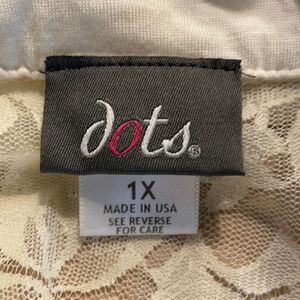 dots®
1X
MADE IN USA
SEE REVERSE
FOR CARE